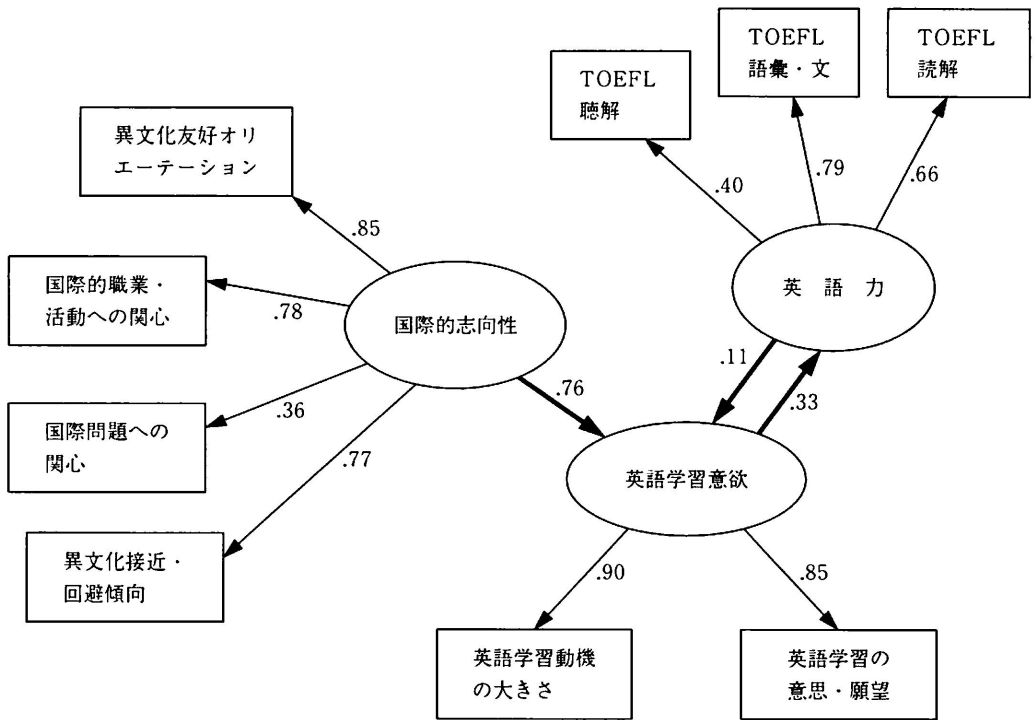 TOEFL
聴解
TOEFL
語彙・文
TOEFL
読解
異文化友好オリ
エーテーション
.85
.40
.79
.66
国際的職業・
活動への関心
.78
国際的志向性
英 語 力
国際問題への
関心
.36
.77
.76
.11
.33
英語学習意欲
異文化接近・
回避傾向
.90
.85
英語学習動機
の大きさ
英語学習の
意思・願望